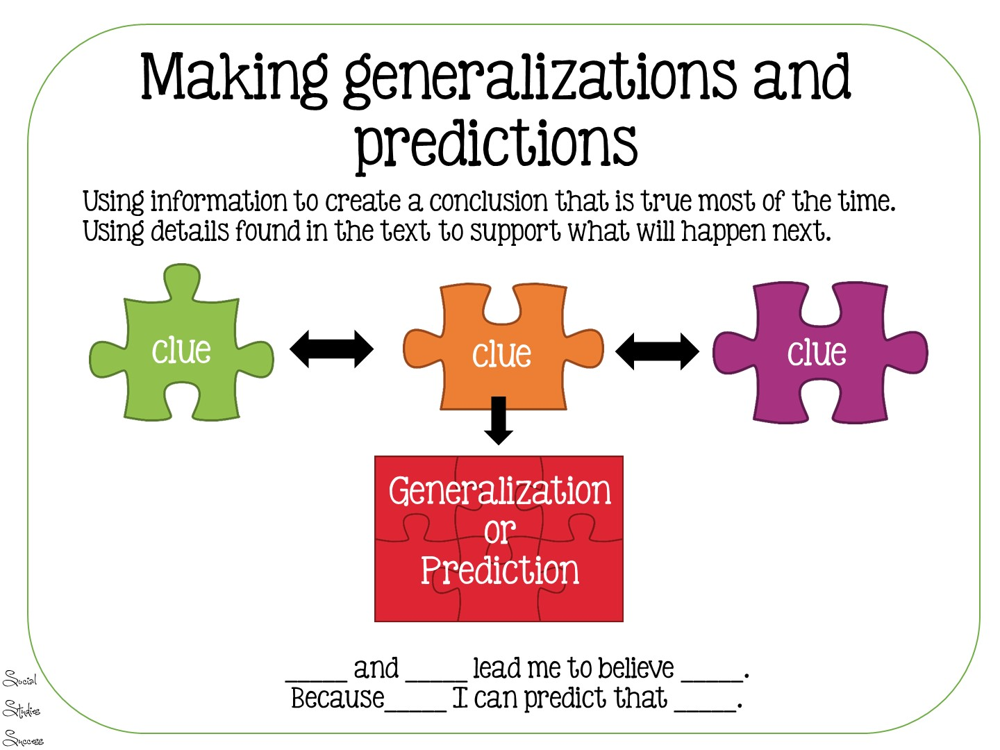 Making generalizations and
predictions
Using information to create a conclusion that is true most of the time.
Using details found in the text to support what will happen next.
clue
clue
clue
Generalization
or
Prediction
_____ and _____ lead me to believe _____.
Because_____ I can predict that _____.
Social
Studies
Success